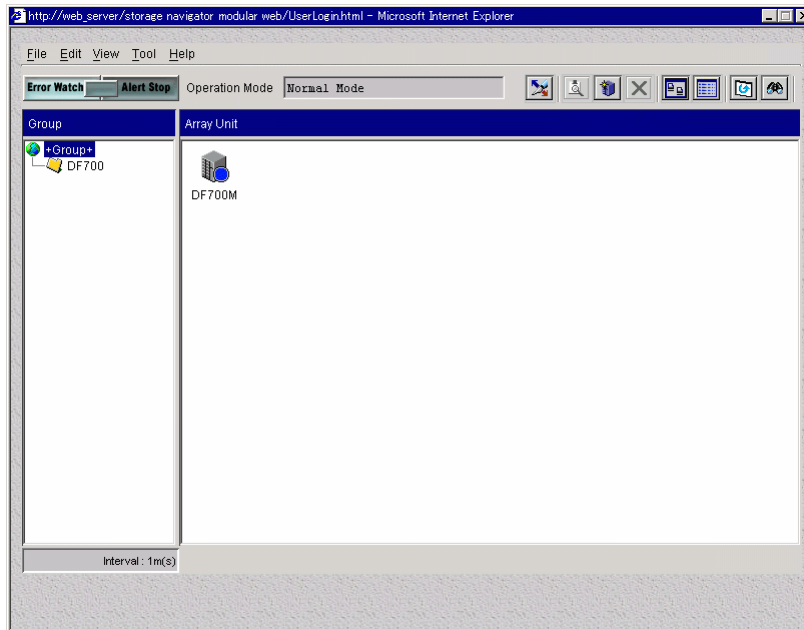 http://web_server/storage navigator modular web/UserLogin.html - Microsoft Internet Explorer
File Edit View Tool Help
Error Watch Alert Stop Operation Mode Normal Mode
Group Array Unit
+Group+
DF700
DF700M
Interval : 1m(s)